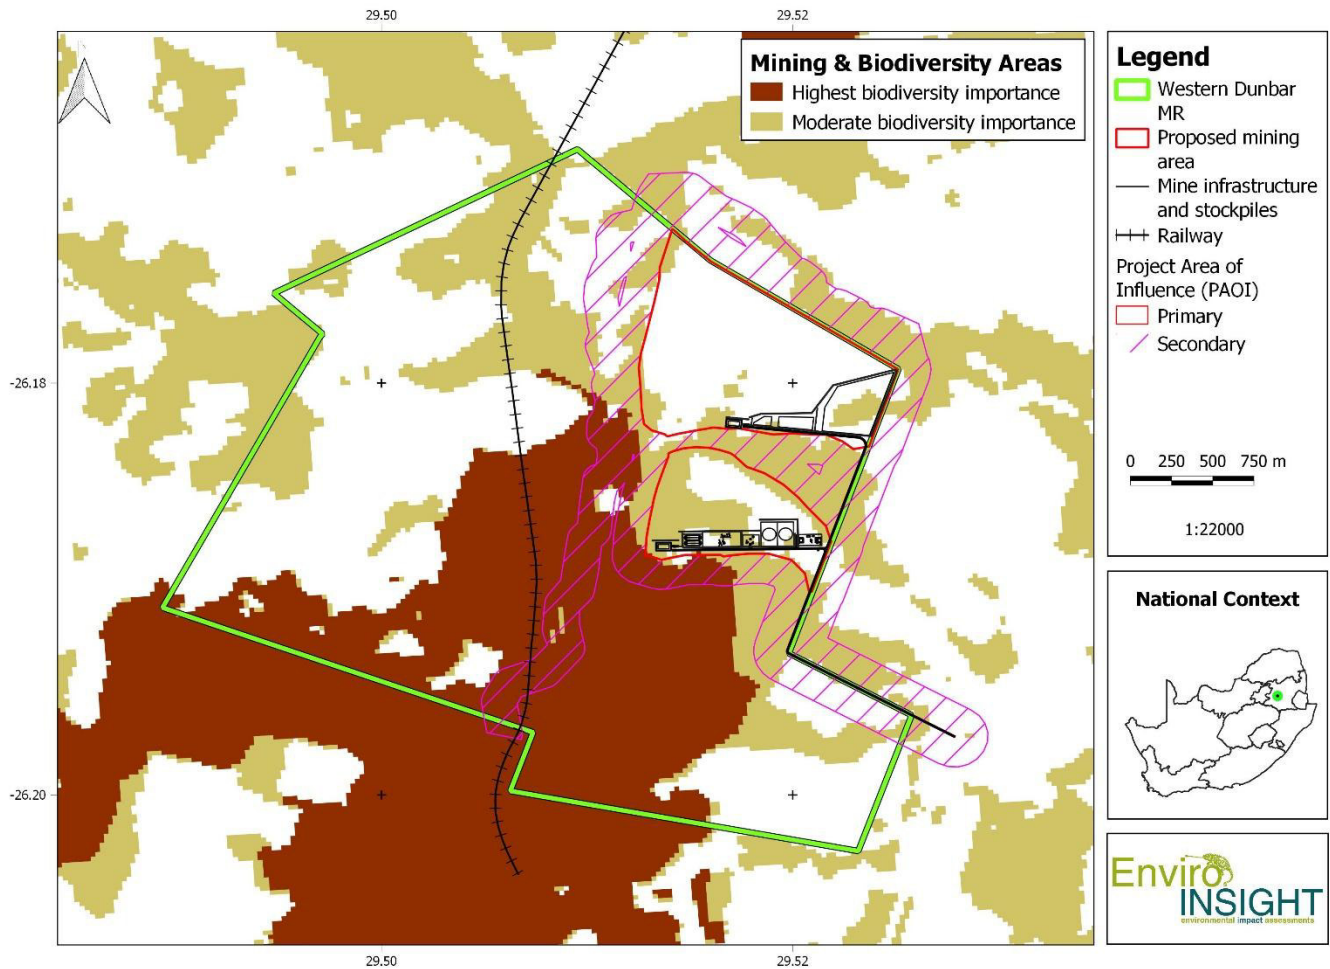 29.50
29.52
Mining & Biodiversity Areas
Highest biodiversity importance
Moderate biodiversity importance
-26.18
-26.20
29.50
29.52
Legend
Western Dunbar
MR
Proposed mining
area
Mine infrastructure
and stockpiles
Railway
Project Area of
Influence (PAOI)
Primary
Secondary
0 250 500 750 m
1:22000
National Context
Enviro
INSIGHT
environmental impact assessments